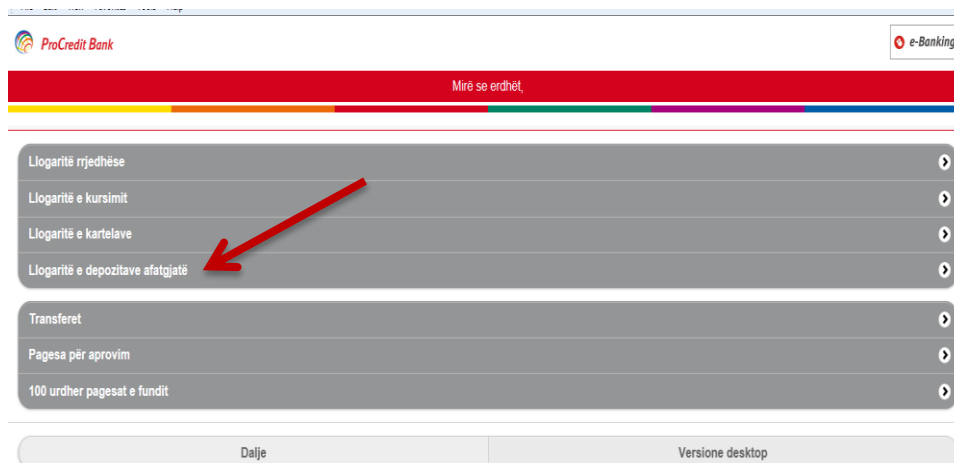 ProCredit Bank
e-Banking
Mirë se erdhët,
Llogaritë rrjedhëse
Llogaritë e kursimit
Llogaritë e kartelave
Llogaritë e depozitave afatgjatë
Transferet
Pagesa për aprovim
100 urdher pagesat e fundit
Dalje
Versione desktop